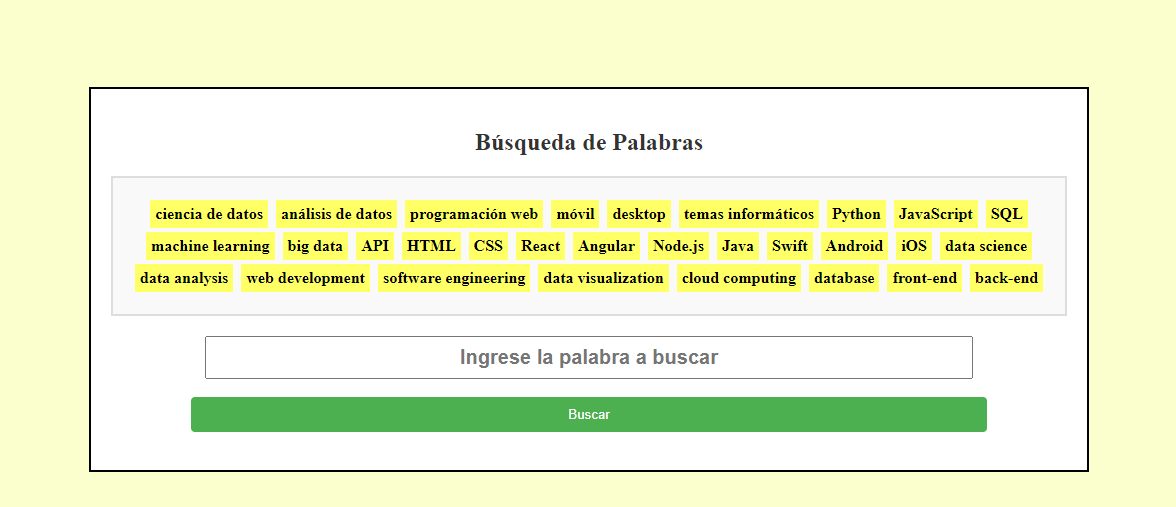 Búsqueda de Palabras
ciencia de datos análisis de datos programación web móvil desktop temas informáticos Python JavaScript SQL
machine learning big data API HTML CSS React Angular Node.js Java Swift Android iOS data science
data analysis web development software engineering data visualization cloud computing database front-end back-end
Ingrese la palabra a buscar
Buscar